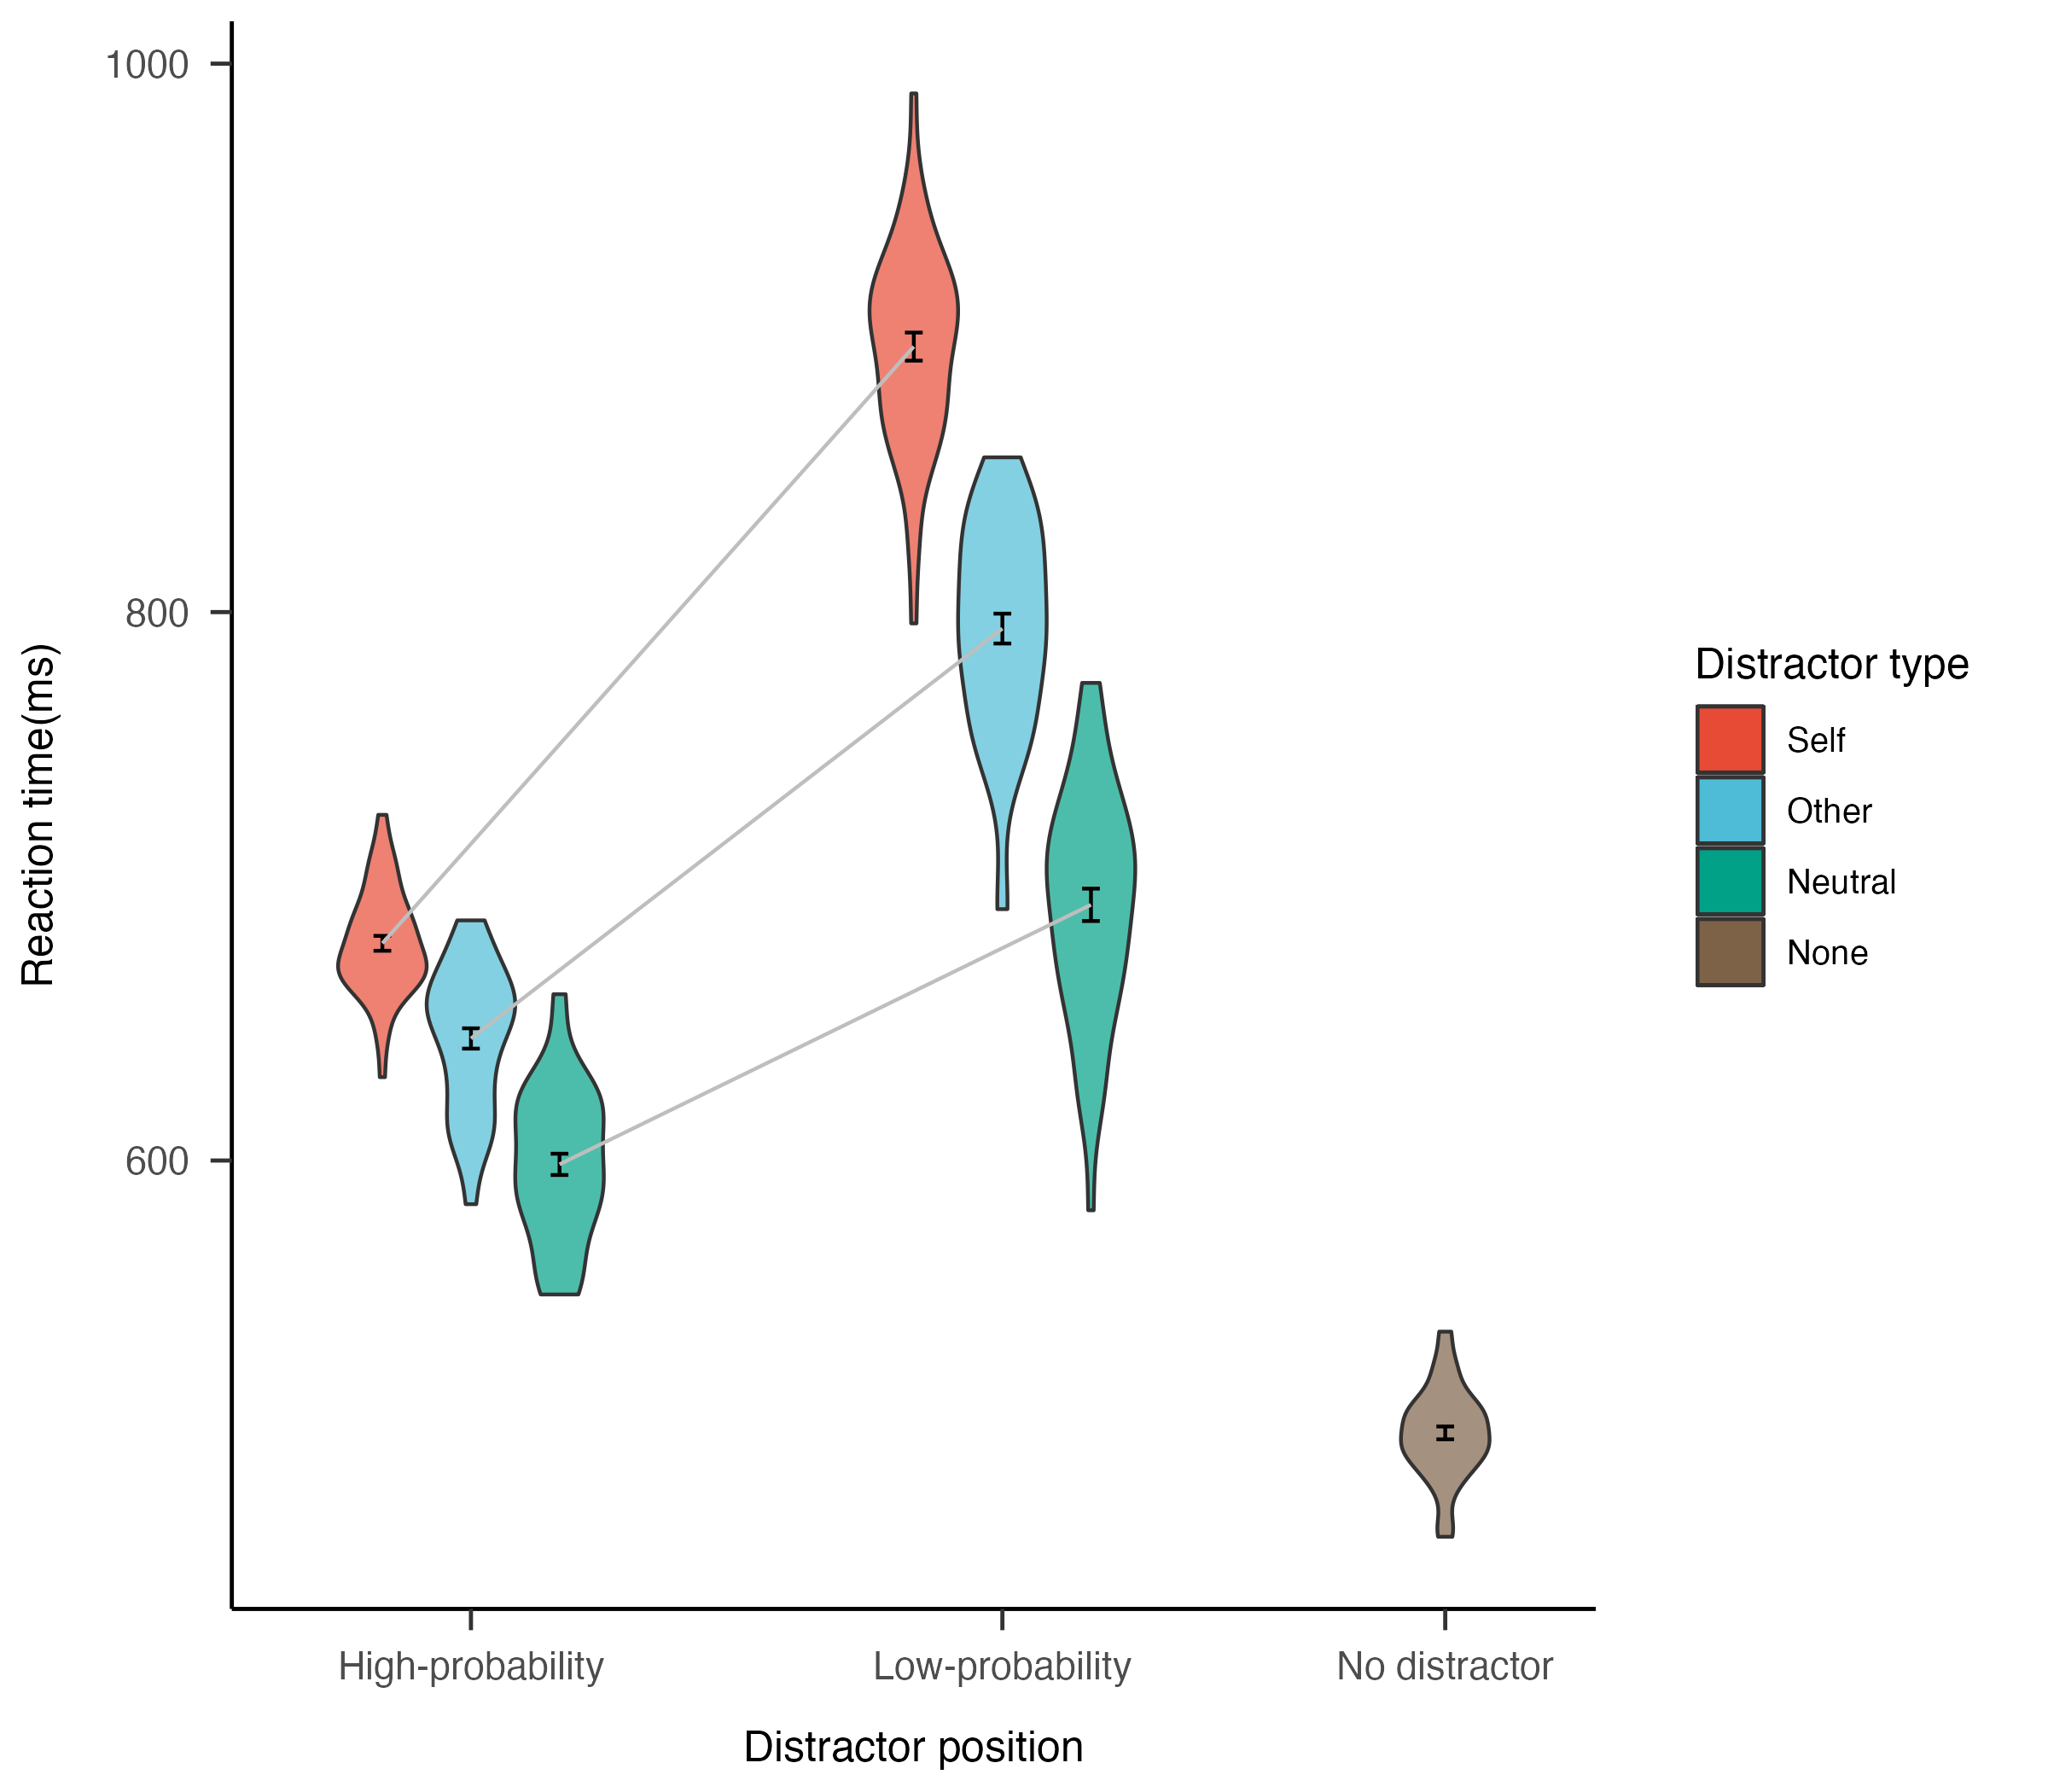 1000
800
600
Reaction time(ms)
High-probability
Low-probability
No distractor
Distractor position
Distractor type
Self
Other
Neutral
None